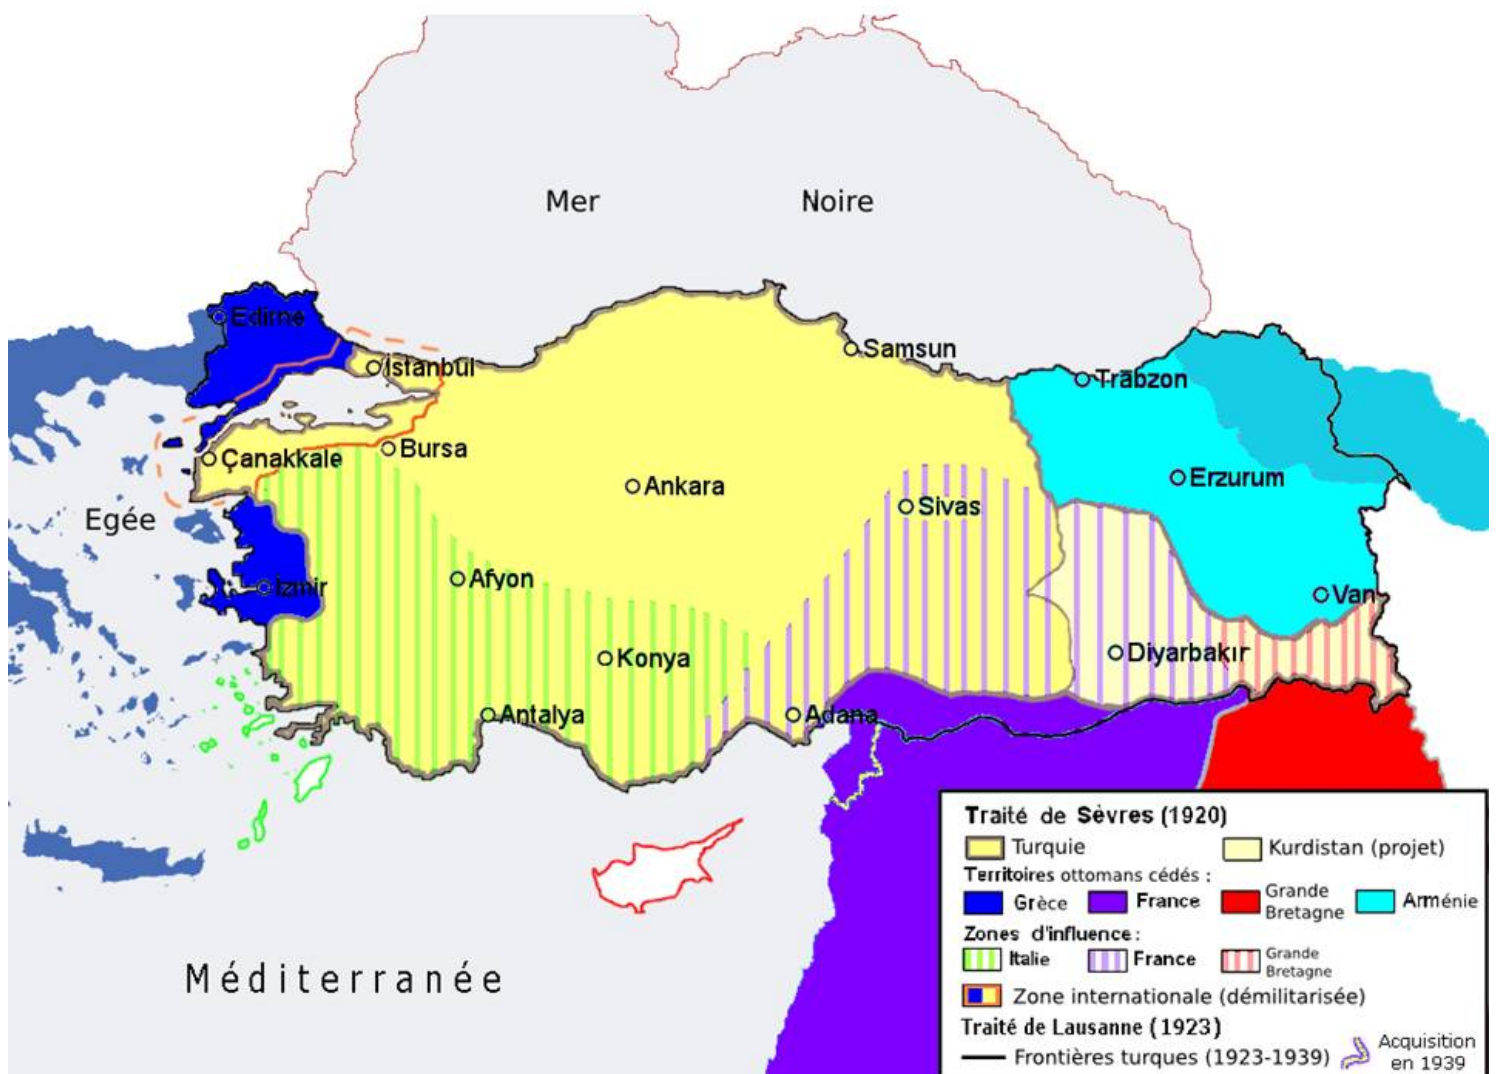 Mer Noire
Edirne
İstanbul
Samsun
Trabzon
Çanakkale
Bursa
Ankara
Erzurum
Sivas
Egée
Afyon
İzmir
Van
Konya
Diyarbakır
Antalya
Adana
Méditerranée
Traité de Sèvres (1920)
Turquie
Kurdistan (projet)
Territoires ottomans cédés :
Grèce
France
Grande
Bretagne
Arménie
Zones d'influence :
Italie
France
Grande
Bretagne
Zone internationale (démilitarisée)
Traité de Lausanne (1923)
Frontières turques (1923-1939)
Acquisition
en 1939